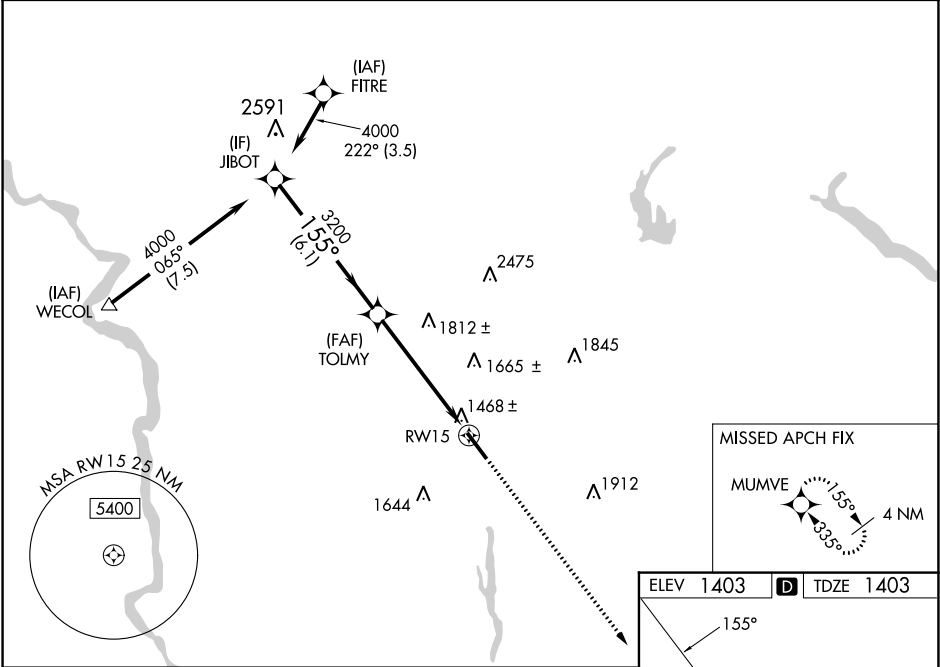 (IAF)
FITRE
2591
4000
222° (3.5)
(IF)
JIBOT
3200
155°
(6.1)
4000
065°
(7.5)
(IAF)
WECOL
2475
(FAF)
TOLMY
1812 ±
1665 ±
1845
1468 ±
RW15
1644
1912
MSA RW15 25 NM
5400
MISSED APCH FIX
MUMVE
155°
335°
4 NM
ELEV 1403 D TDZE 1403
155°